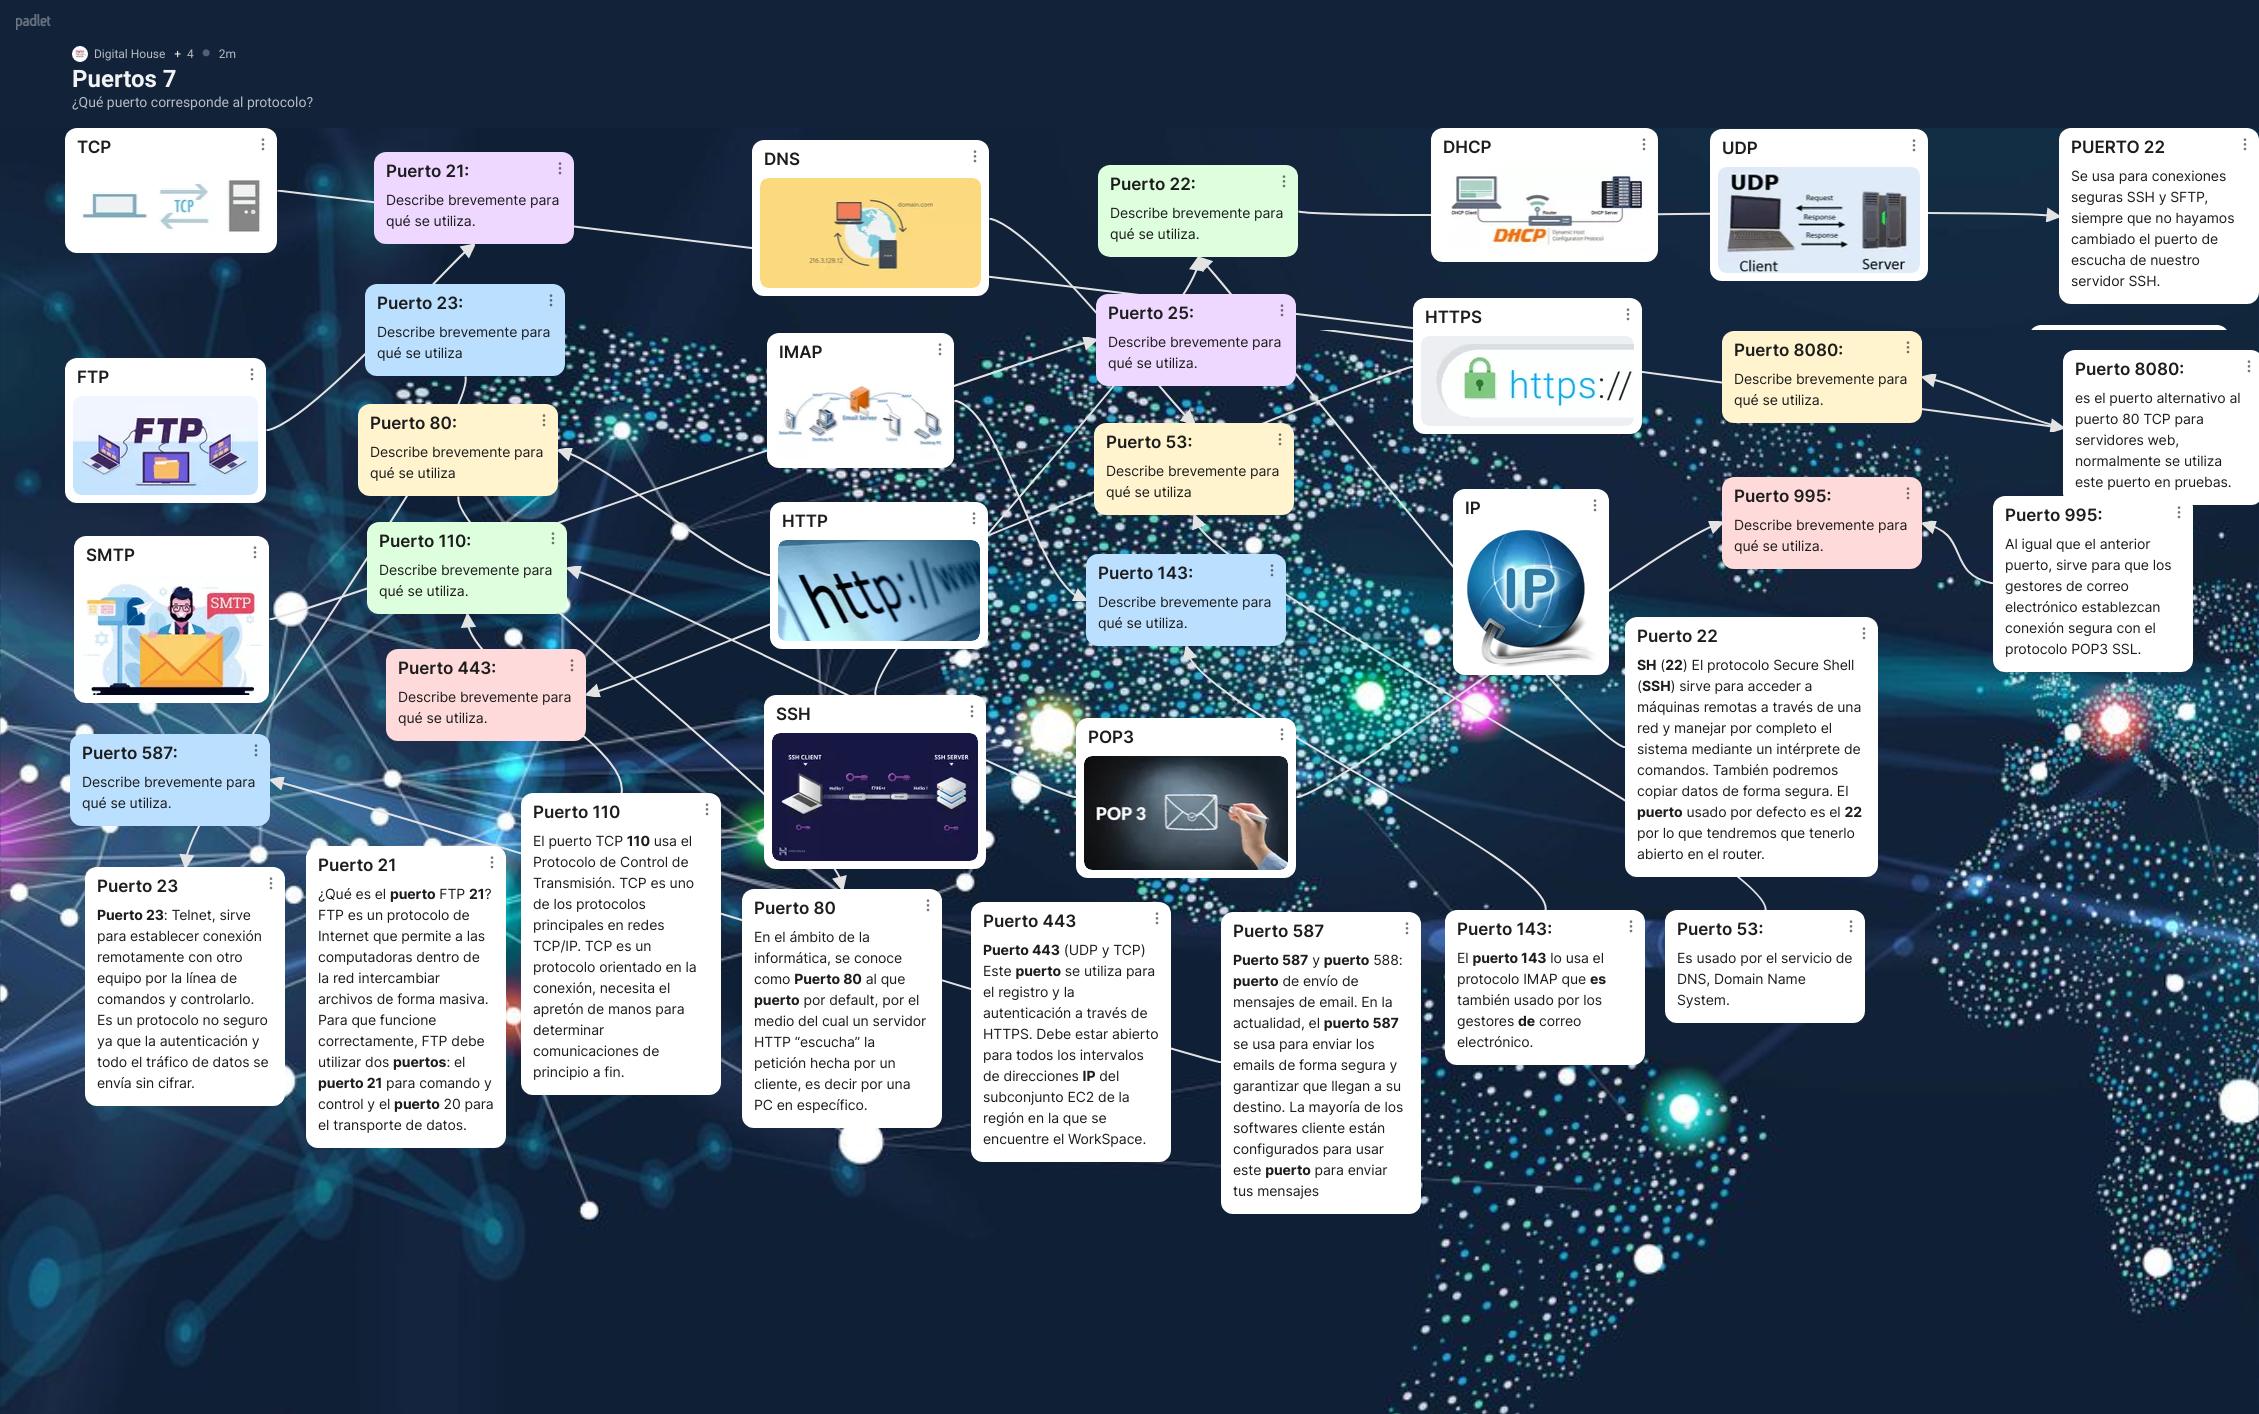 padlet
Digital House + 4 • 2m
Puertos 7
¿Qué puerto corresponde al protocolo?
TCP
TCP
Puerto 21:
Describe brevemente para
qué se utiliza.
DNS
domain.com
216.3.128.12
Puerto 22:
Describe brevemente para
qué se utiliza.
DHCP
DHCP Client
Router
DHCP Server
DHCP
Dynamic Host
Configuration Protocol
UDP
UDP
Request
Response
Response
Client
Server
PUERTO 22
Se usa para conexiones
seguras SSH y SFTP,
siempre que no hayamos
cambiado el puerto de
escucha de nuestro
servidor SSH.
Puerto 23:
Describe brevemente para
qué se utiliza
Puerto 25:
Describe brevemente para
qué se utiliza.
HTTPS
https://
Puerto 8080:
Describe brevemente para
qué se utiliza.
Puerto 8080:
es el puerto alternativo al
puerto 80 TCP para
servidores web,
normalmente se utiliza
este puerto en pruebas.
FTP
FTP
IMAP
Email Server
Puerto 80:
Describe brevemente para
qué se utiliza
Puerto 53:
Describe brevemente para
qué se utiliza
IP
IP
Puerto 995:
Describe brevemente para
qué se utiliza.
Puerto 995:
Al igual que el anterior
puerto, sirve para que los
gestores de correo
electrónico establezcan
conexión segura con el
protocolo POP3 SSL.
SMTP
SMTP
Puerto 110:
Describe brevemente para
qué se utiliza.
HTTP
http://www
Puerto 143:
Describe brevemente para
qué se utiliza.
Puerto 22
SH (22) El protocolo Secure Shell
(SSH) sirve para acceder a
máquinas remotas a través de una
red y manejar por completo el
sistema mediante un intérprete de
comandos. También podremos
copiar datos de forma segura. El
puerto usado por defecto es el 22
por lo que tendremos que tenerlo
abierto en el router.
Puerto 443:
Describe brevemente para
qué se utiliza.
SSH
SSH CLIENT
SSH SERVER
POP3
POP 3
Puerto 587:
Describe brevemente para
qué se utiliza.
Puerto 23
Puerto 23: Telnet, sirve
para establecer conexión
remotamente con otro
equipo por la línea de
comandos y controlarlo.
Es un protocolo no seguro
ya que la autenticación y
todo el tráfico de datos se
envía sin cifrar.
Puerto 21
¿Qué es el puerto FTP 21?
FTP es un protocolo de
Internet que permite a las
computadoras dentro de
la red intercambiar
archivos de forma masiva.
Para que funcione
correctamente, FTP debe
utilizar dos puertos: el
puerto 21 para comando y
control y el puerto 20 para
el transporte de datos.
Puerto 110
El puerto TCP 110 usa el
Protocolo de Control de
Transmisión. TCP es uno
de los protocolos
principales en redes
TCP/IP. TCP es un
protocolo orientado en la
conexión, necesita el
apretón de manos para
determinar
comunicaciones de
principio a fin.
Puerto 80
En el ámbito de la
informática, se conoce
como Puerto 80 al que
puerto por default, por el
medio del cual un servidor
HTTP “escucha” la
petición hecha por un
cliente, es decir por una
PC en específico.
Puerto 443
Puerto 443 (UDP y TCP)
Este puerto se utiliza para
el registro y la
autenticación a través de
HTTPS. Debe estar abierto
para todos los intervalos
de direcciones IP del
subconjunto EC2 de la
región en la que se
encuentre el WorkSpace.
Puerto 587
Puerto 587 y puerto 588:
puerto de envío de
mensajes de email. En la
actualidad, el puerto 587
se usa para enviar los
emails de forma segura y
garantizar que llegan a su
destino. La mayoría de los
softwares cliente están
configurados para usar
este puerto para enviar
tus mensajes
Puerto 143:
El puerto 143 lo usa el
protocolo IMAP que es
también usado por los
gestores de correo
electrónico.
Puerto 53:
Es usado por el servicio de
DNS, Domain Name
System.